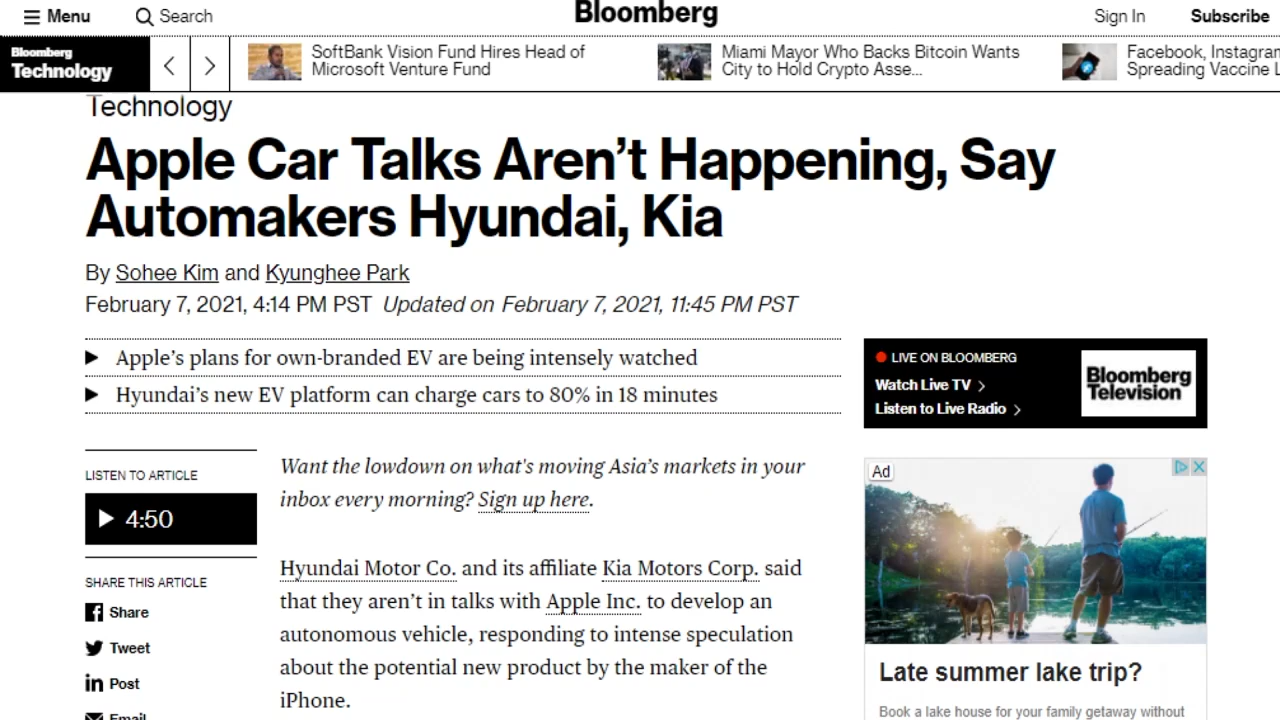 Menu
Search
Bloomberg
Sign In
Subscribe
Bloomberg
Technology
SoftBank Vision Fund Hires Head of
Microsoft Venture Fund
Miami Mayor Who Backs Bitcoin Wants
City to Hold Crypto Asse...
Facebook, Instagram
Spreading Vaccine L
Technology
Apple Car Talks Aren’t Happening, Say
Automakers Hyundai, Kia
By Sohee Kim and Kyunghee Park
February 7, 2021, 4:14 PM PST Updated on February 7, 2021, 11:45 PM PST
Apple’s plans for own-branded EV are being intensely watched
Hyundai’s new EV platform can charge cars to 80% in 18 minutes
LIVE ON BLOOMBERG
Watch Live TV
Listen to Live Radio
Bloomberg
Television
LISTEN TO ARTICLE
4:50
SHARE THIS ARTICLE
Share
Tweet
Post
Email
Want the lowdown on what's moving Asia’s markets in your
inbox every morning? Sign up here.
Hyundai Motor Co. and its affiliate Kia Motors Corp. said
that they aren’t in talks with Apple Inc. to develop an
autonomous vehicle, responding to intense speculation
about the potential new product by the maker of the
iPhone.
Ad
Late summer lake trip?
Book a lake house for your family getaway without